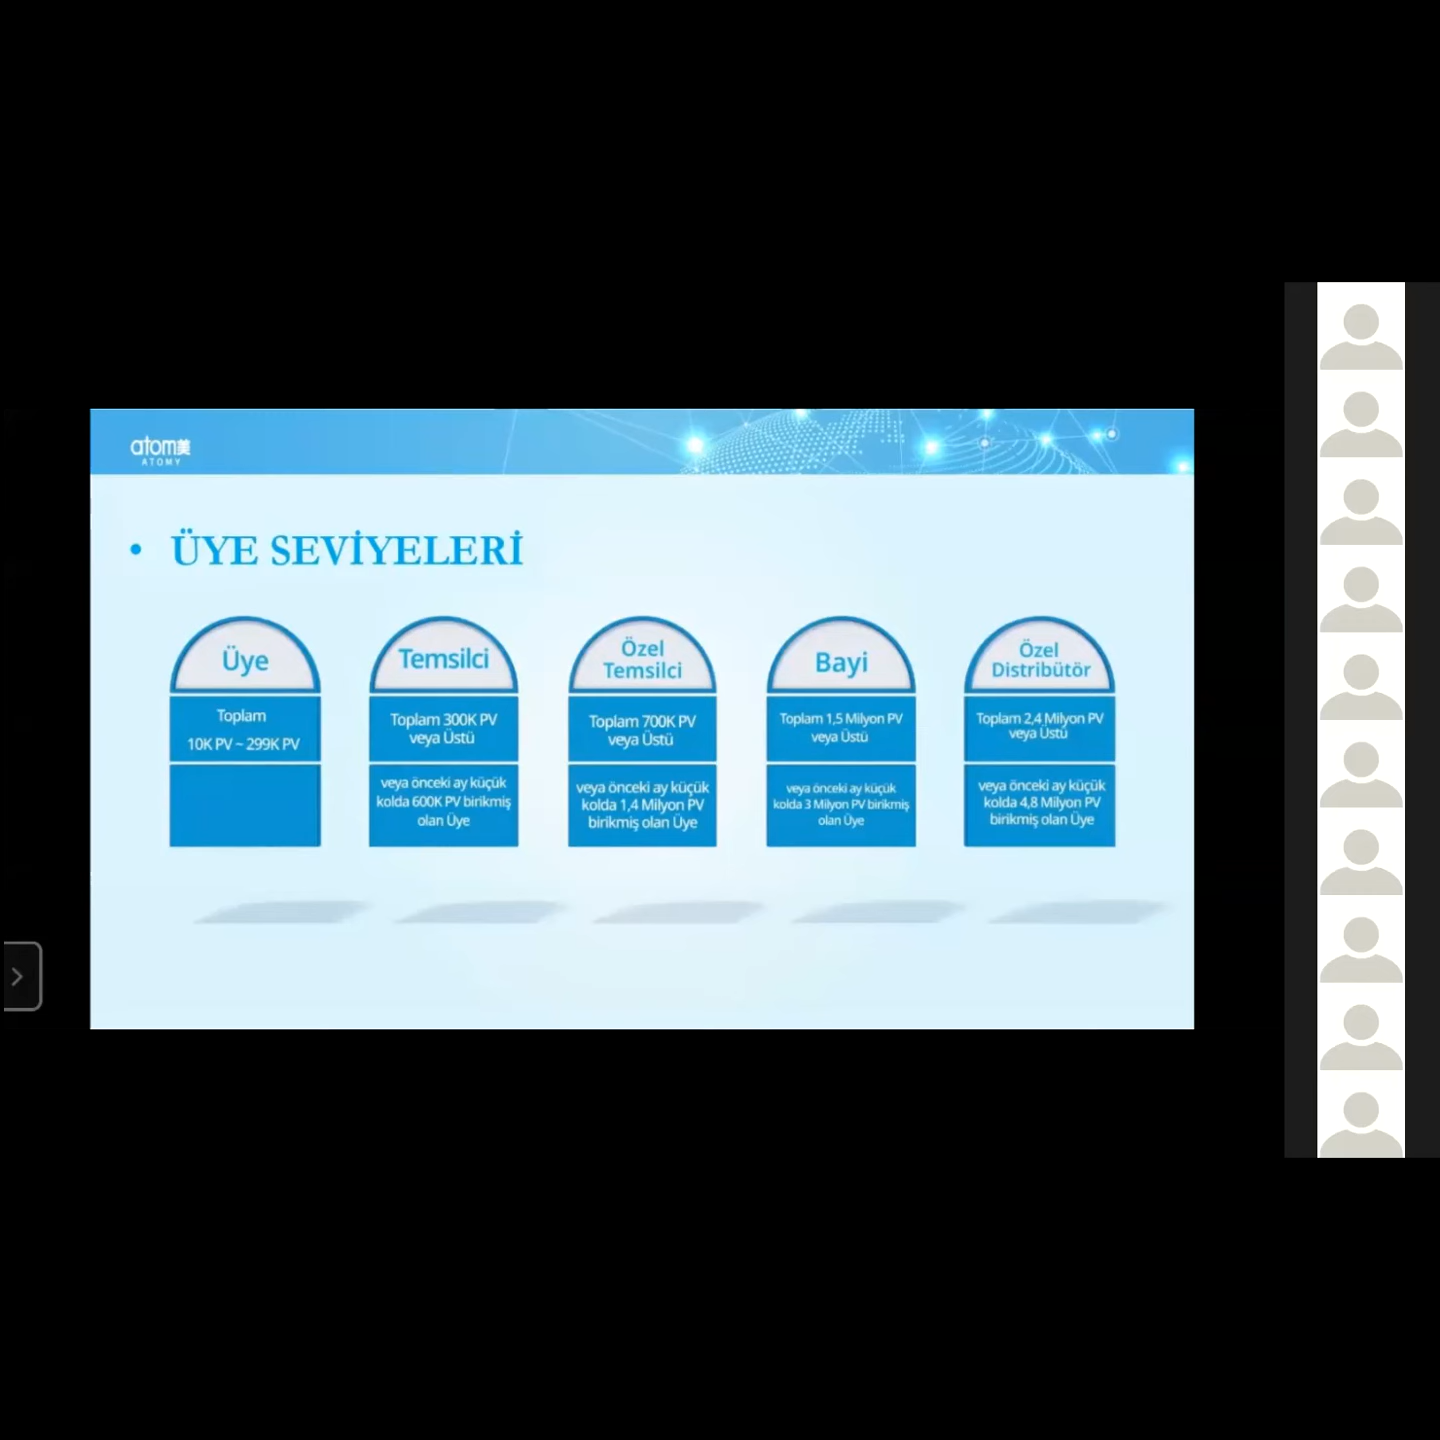 atom美
ATOMY
• ÜYE SEVİYELERİ
Üye
Toplam
10K PV ~ 299K PV
Temsilci
Toplam 300K PV
veya Üstü
veya önceki ay küçük
kolda 600K PV birikmiş
olan Üye
Özel
Temsilci
Toplam 700K PV
veya Üstü
veya önceki ay küçük
kolda 1,4 Milyon PV
birikmiş olan Üye
Bayi
Toplam 1,5 Milyon PV
veya Üstü
veya önceki ay küçük
kolda 3 Milyon PV birikmiş
olan Üye
Özel
Distribütör
Toplam 2,4 Milyon PV
veya Üstü
veya önceki ay küçük
kolda 4,8 Milyon PV
birikmiş olan Üye